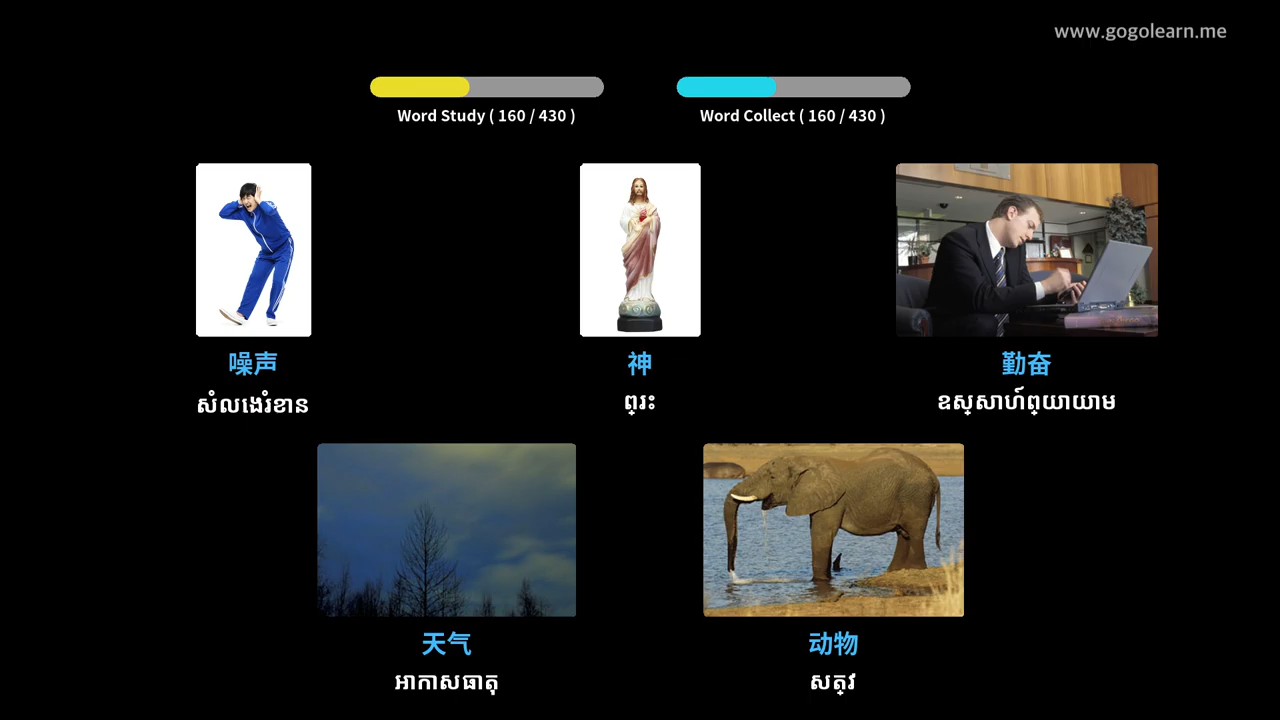 www.gogolearn.me
Word Study ( 160 / 430 )
Word Collect ( 160 / 430 )
噪声
សំលេងរំខាន
神
ព្រះ
勤奋
ឧស្សាហ៍ព្យាយាម
天气
អាកាសធាតុ
动物
សត្វ